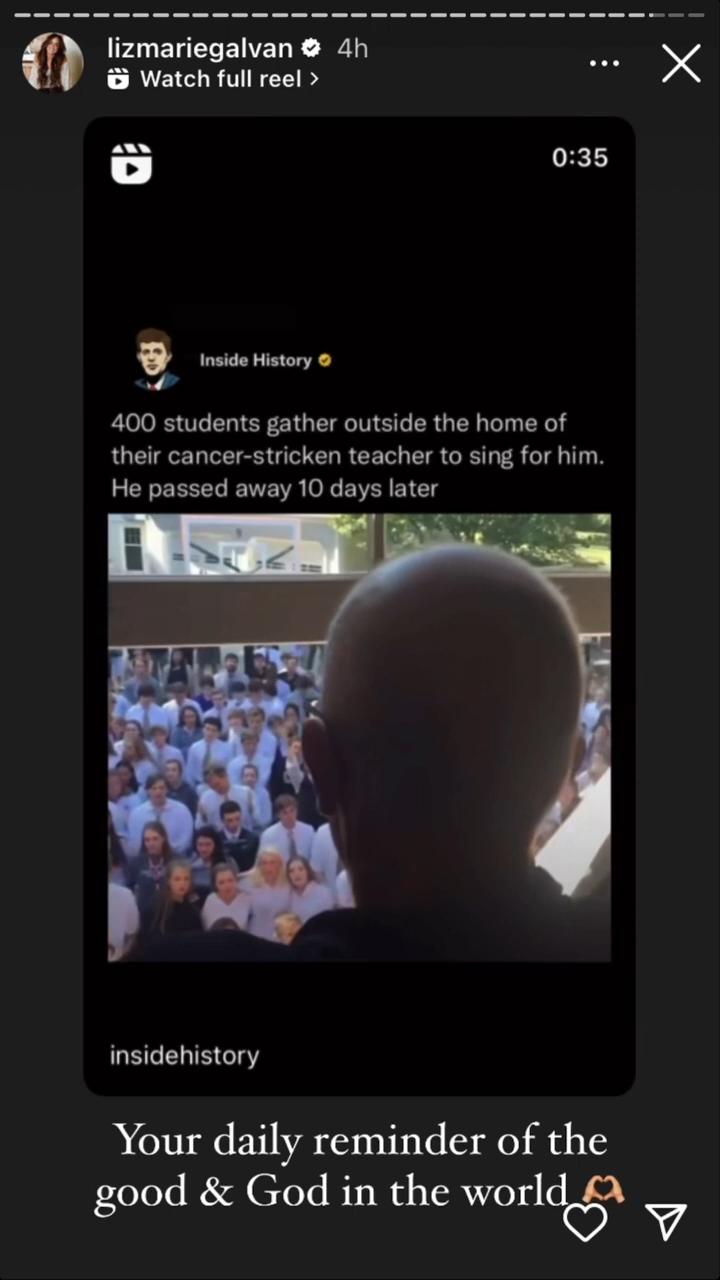 lizmariegalvan 4h
Watch full reel >
0:35
Inside History
400 students gather outside the home of
their cancer-stricken teacher to sing for him.
He passed away 10 days later
insidehistory
Your daily reminder of the
good & God in the world 🫶🏼